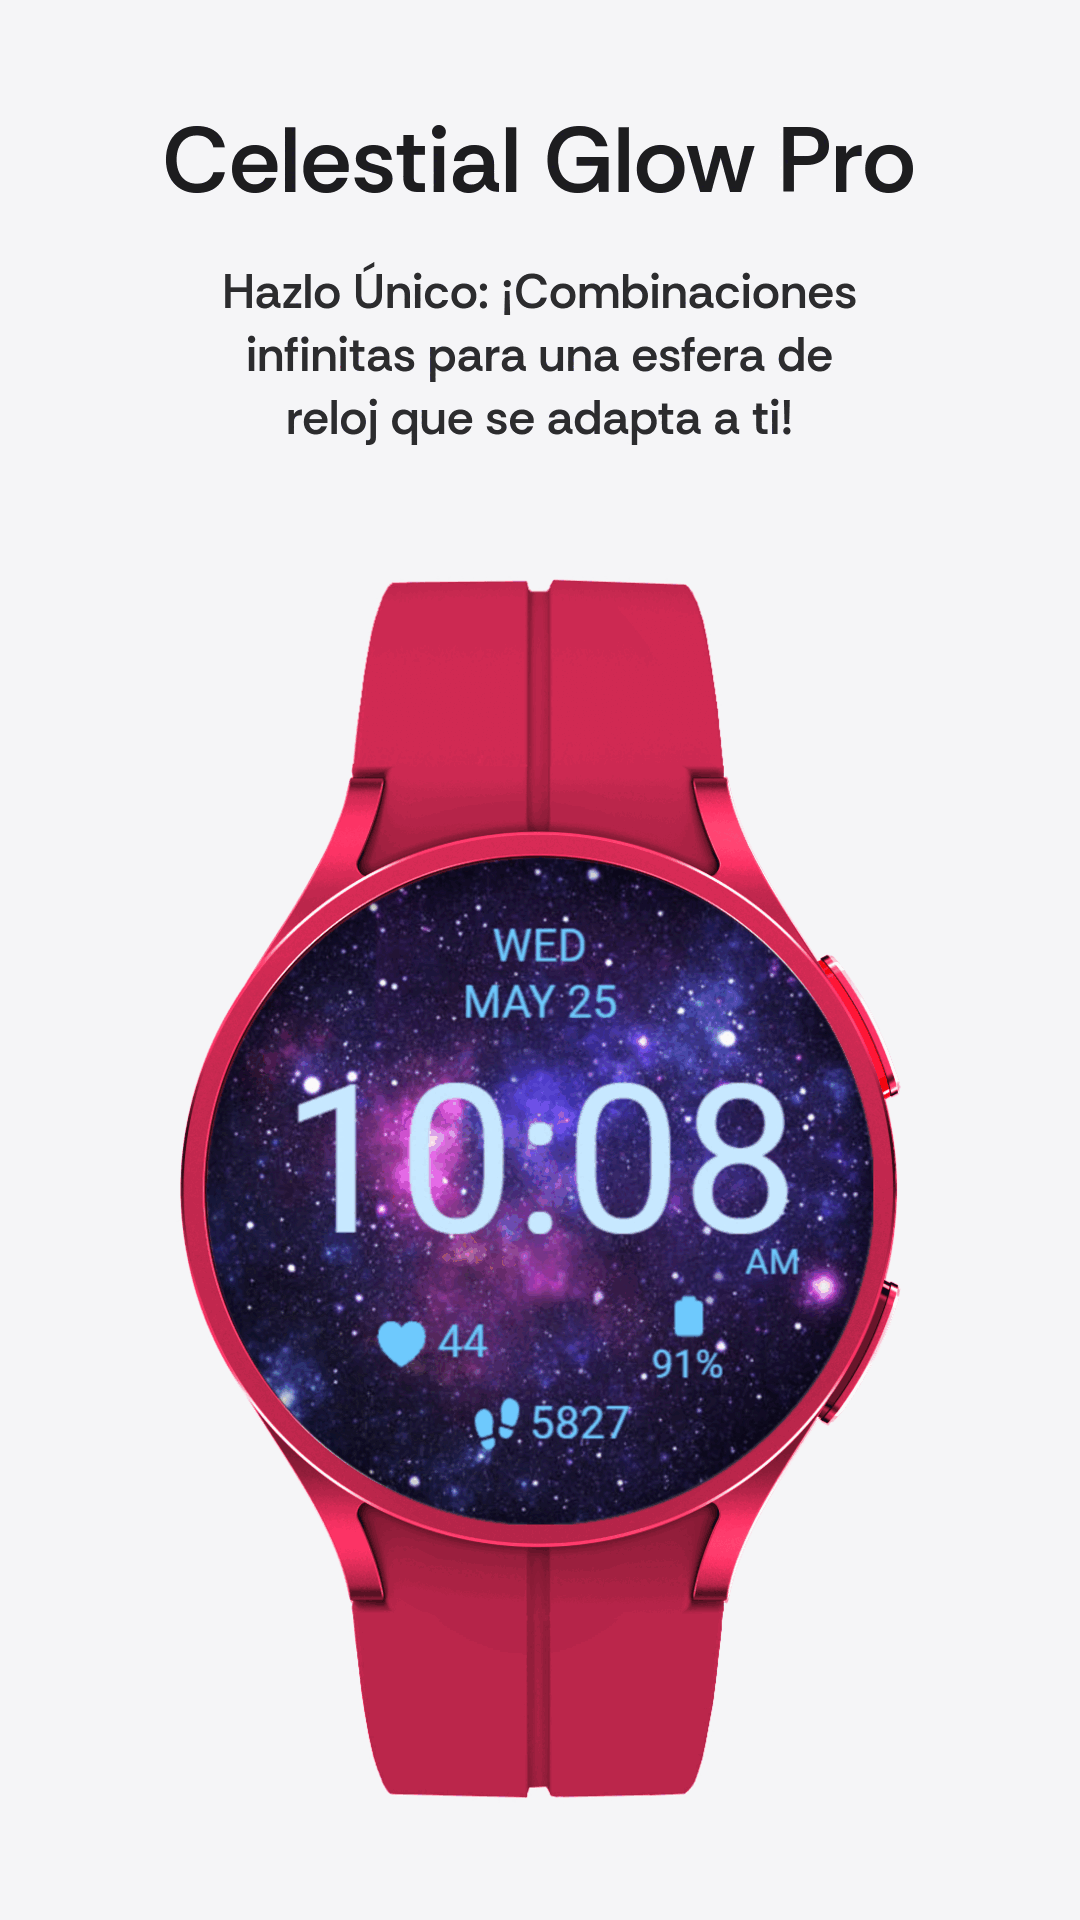 Celestial Glow Pro
Hazlo Único: ¡Combinaciones
infinitas para una esfera de
reloj que se adapta a ti!
WED
MAY 25
10:08
AM
44
91%
5827